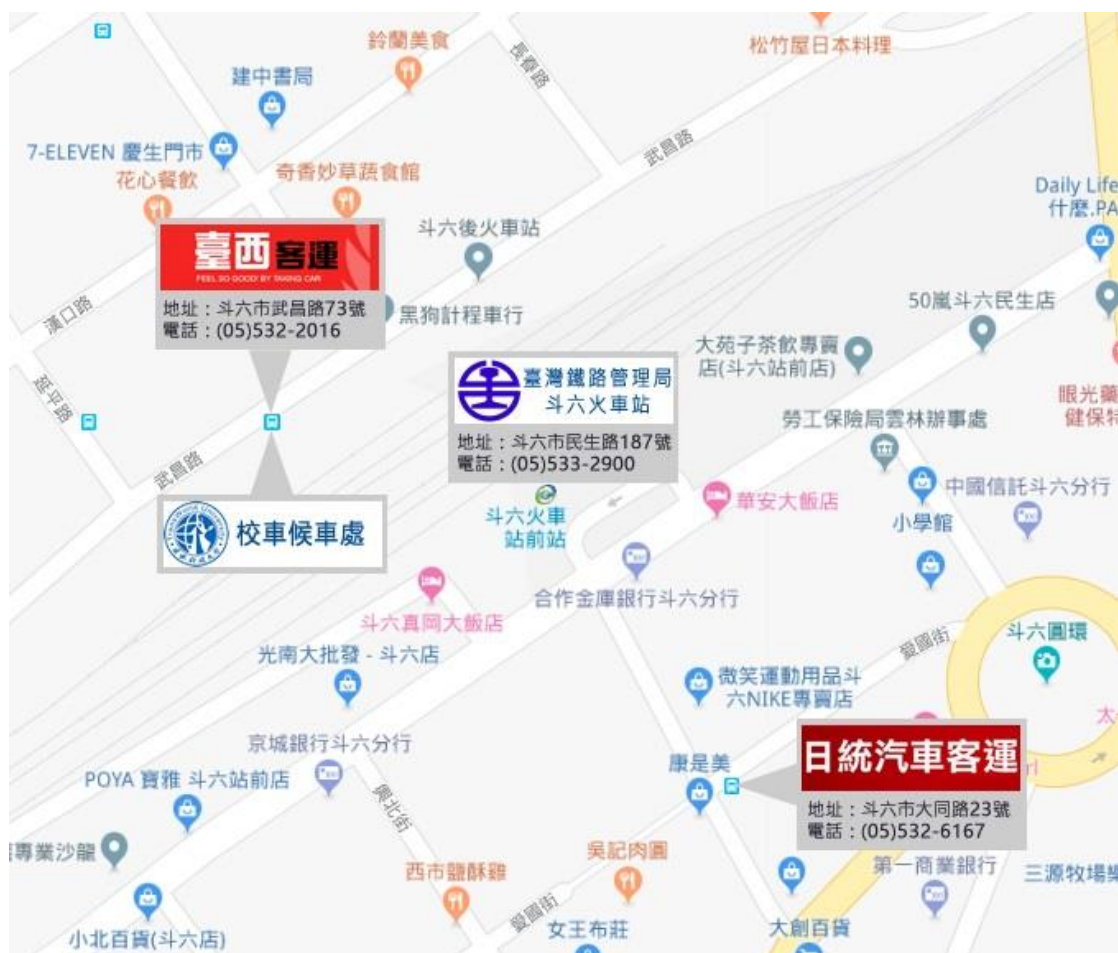 鈴蘭美食
松竹屋日本料理
長春路
建中書局
7-ELEVEN 慶生門市
花心餐飲
奇香妙草蔬食館
武昌路
Daily Life
什麼.PA
斗六後火車站
臺西客運
FEEL SO GOOD! BY TAKING CAR
地址:斗六市武昌路73號
電話:(05)532-2016
漢口路
黑狗計程車行
50嵐斗六民生店
大苑子茶飲專賣
店(斗六站前店)
臺灣鐵路管理局
斗六火車站
地址:斗六市民生路187號
電話:(05)533-2900
延平路
眼光藥
健保特
勞工保險局雲林辦事處
武昌路
校車候車處
斗六火車
站前站
華安大飯店
小學館
中國信託斗六分行
合作金庫銀行斗六分行
斗六真岡大飯店
光南大批發 - 斗六店
愛國街
斗六圓環
微笑運動用品斗
六NIKE專賣店
太
京城銀行斗六分行
POYA 寶雅 斗六站前店
興北街
康是美
日統汽車客運
rl
地址:斗六市大同路23號
電話:(05)532-6167
專業沙龍
吳記肉圓
第一商業銀行
三源牧場樂
西市鹽酥雞
愛國街
女王布莊
大創百貨
小北百貨(斗六店)